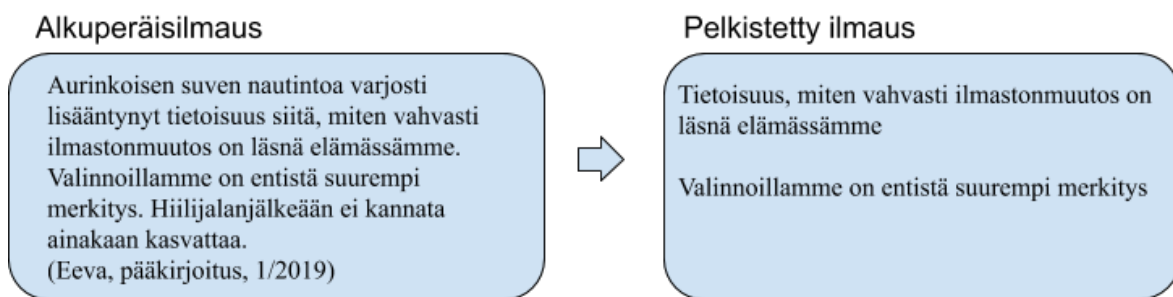 Alkuperäisilmaus
Aurinkoisen suven nautintoa varjosti
lisääntynyt tietoisuus siitä, miten vahvasti
ilmastonmuutos on läsnä elämässämme.
Valinnoillamme on entistä suurempi
merkitys. Hiilijalanjälkeään ei kannata
ainakaan kasvattaa.
(Eeva, pääkirjoitus, 1/2019)
Pelkistetty ilmaus
Tietoisuus, miten vahvasti ilmastonmuutos on
läsnä elämässämme
Valinnoillamme on entistä suurempi merkitys